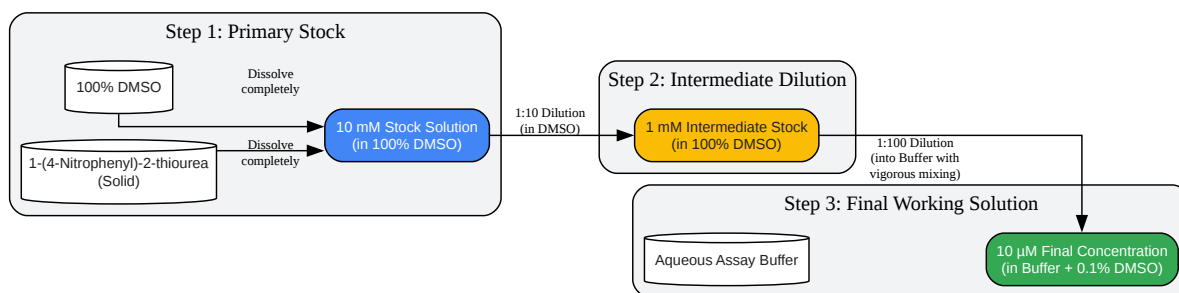 Step 1: Primary Stock
100% DMSO
Dissolve
completely
1-(4-Nitrophenyl)-2-thiourea
(Solid)
Dissolve
completely
10 mM Stock Solution
(in 100% DMSO)
1:10 Dilution
(in DMSO)
Step 2: Intermediate Dilution
1 mM Intermediate Stock
(in 100% DMSO)
1:100 Dilution
(into Buffer with
vigorous mixing)
Step 3: Final Working Solution
Aqueous Assay Buffer
10 µM Final Concentration
(in Buffer + 0.1% DMSO)